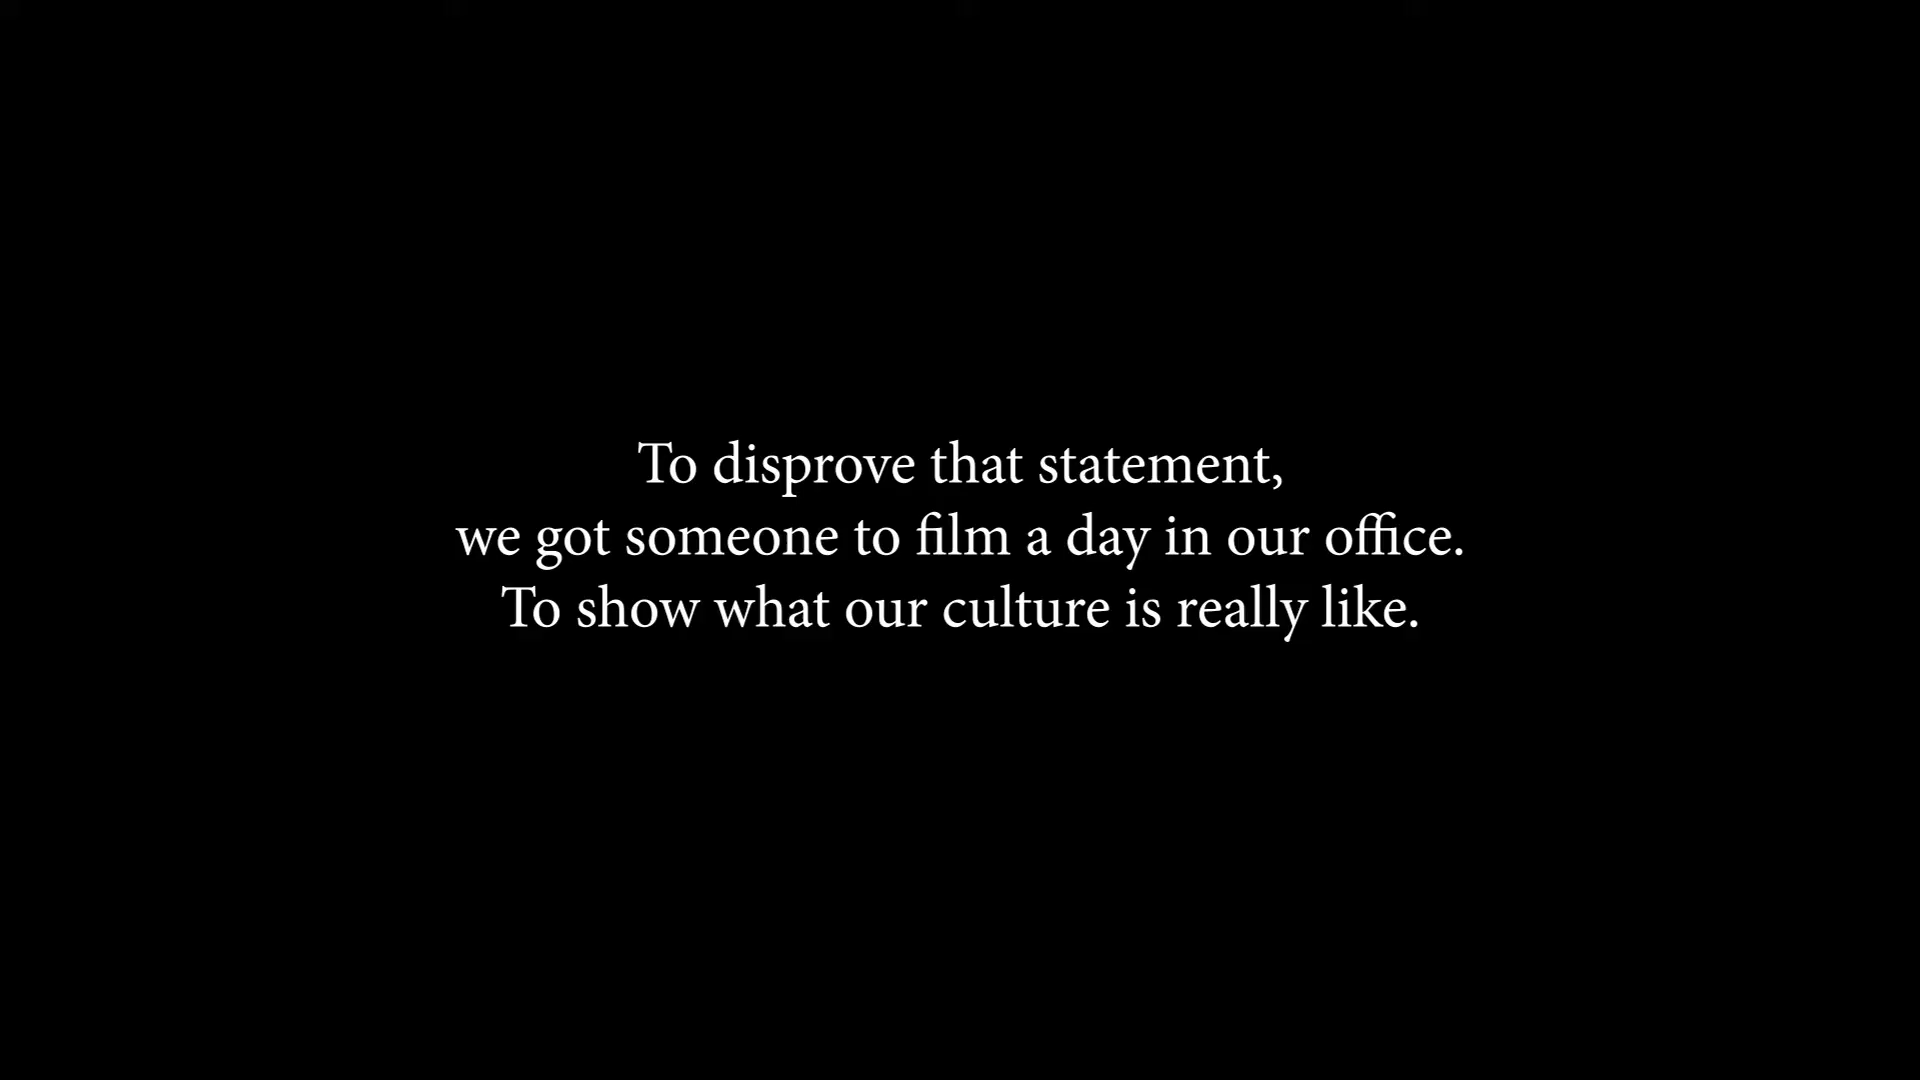 To disprove that statement,
we got someone to film a day in our office.
To show what our culture is really like.